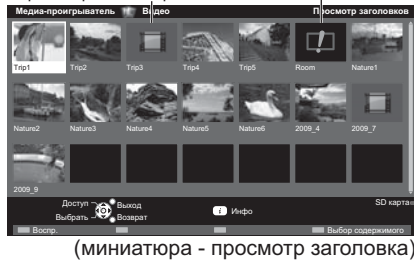 Медиа-проигрыватель Видео Просмотр заголовков
Trip1 Trip2 Trip3 Trip4 Trip5 Room Nature1
Nature2 Nature3 Nature4 Nature5 Nature6 2009_4 2009_7
2009_9
SD карта
Доступ Выход
Выбрать Возврат
i Инфо
Воспр. Выбор содержимого
(миниатюра - просмотр заголовка)